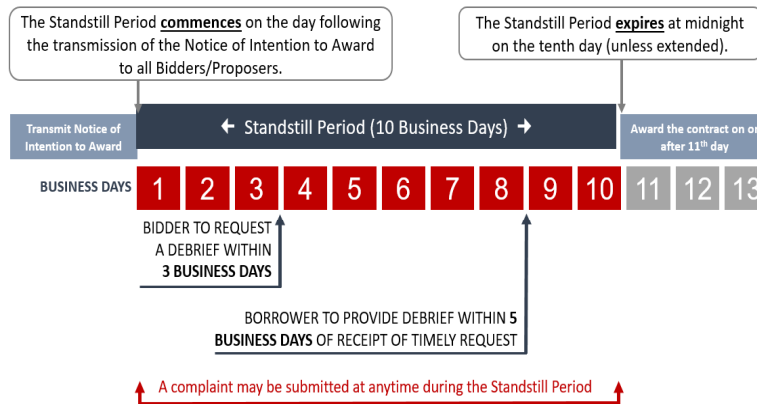 The Standstill Period commences on the day following
the transmission of the Notice of Intention to Award
to all Bidders/Proposers.
The Standstill Period expires at midnight
on the tenth day (unless extended).
Transmit Notice of
Intention to Award
← Standstill Period (10 Business Days) →
Award the contract on or
after 11th day
BUSINESS DAYS 1 2 3 4 5 6 7 8 9 10 11 12 13
BIDDER TO REQUEST
A DEBRIEF WITHIN
3 BUSINESS DAYS
BORROWER TO PROVIDE DEBRIEF WITHIN 5
BUSINESS DAYS OF RECEIPT OF TIMELY REQUEST
A complaint may be submitted at anytime during the Standstill Period